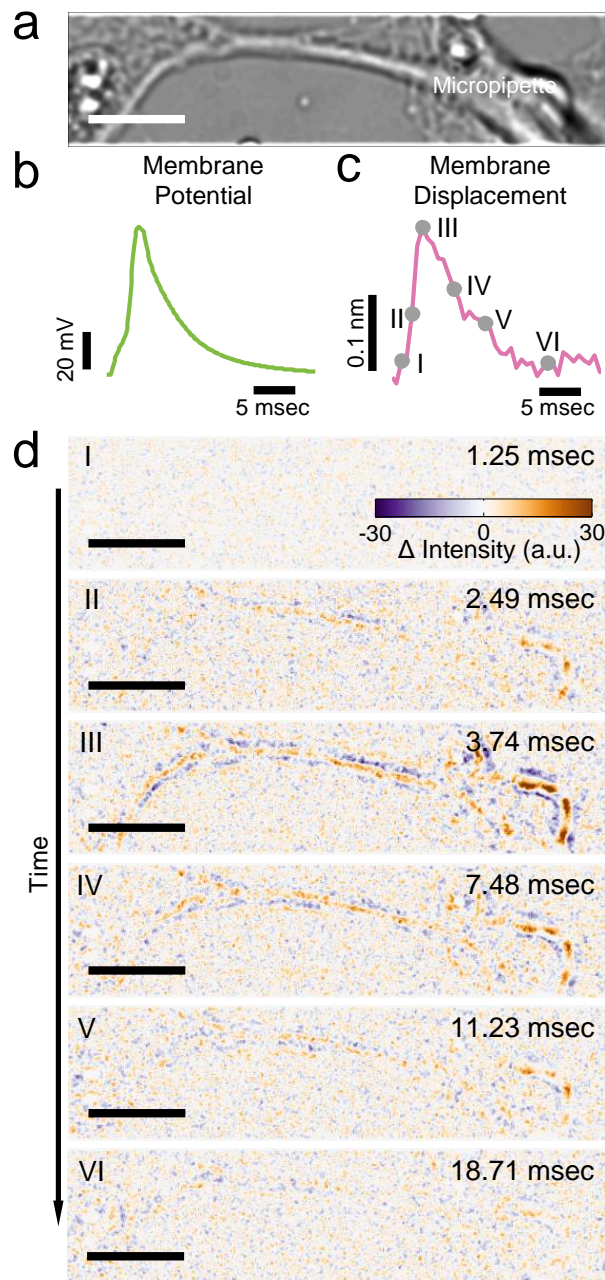 a
Micropipette
b
Membrane
Potential
20 mV
5 msec
c
Membrane
Displacement
III
IV
II
V
VI
I
0.1 nm
5 msec
d
I
1.25 msec
-30
0
30
Δ Intensity (a.u.)
II
2.49 msec
III
3.74 msec
Time
IV
7.48 msec
V
11.23 msec
VI
18.71 msec